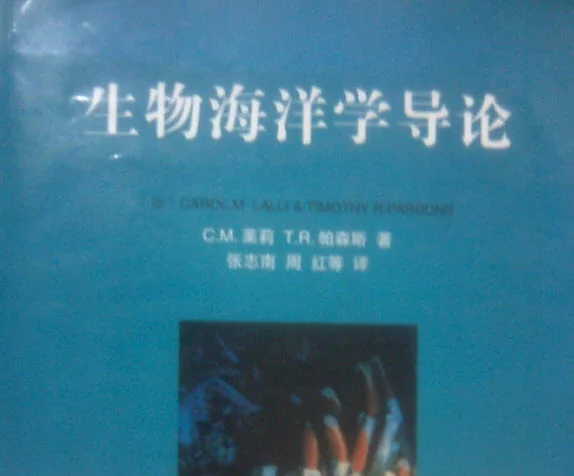 生物海洋学导论
CAROL M. LALLI & TIMOTHY R. PARSONS
C.M. 莱莉 T.R. 帕森斯 著
张志南 周 红等 译